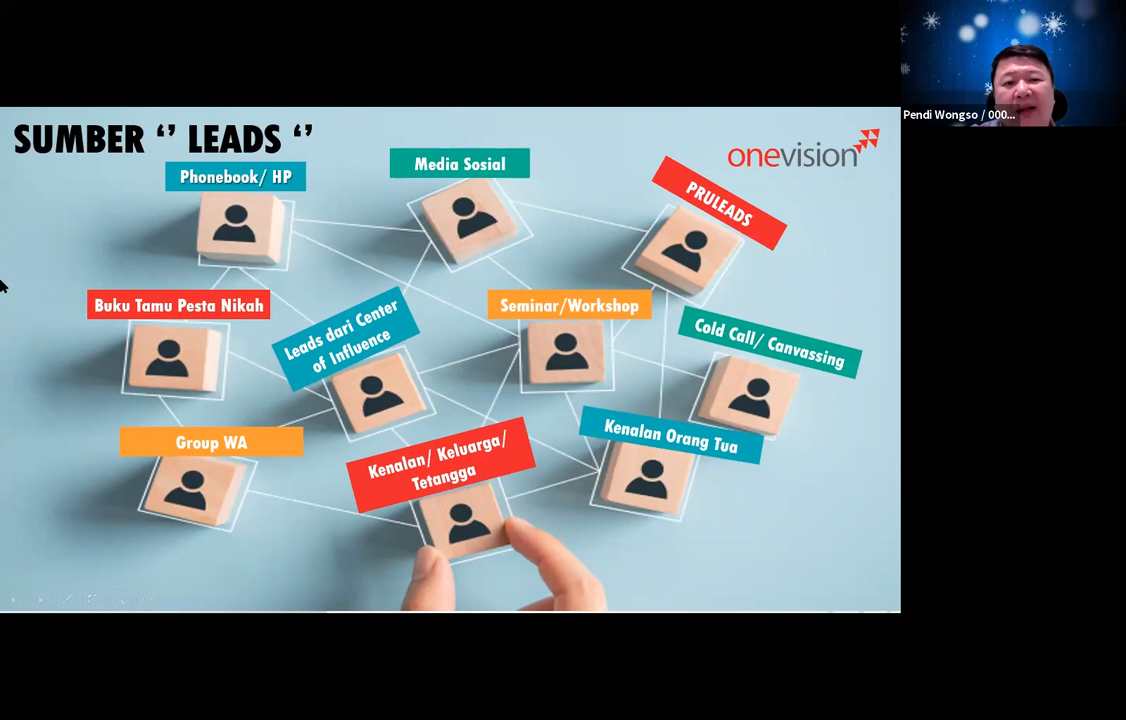 Pendi Wongso / 000...
SUMBER ‘’ LEADS ‘’
onevision
Phonebook/ HP
Media Sosial
PRULEADS
Buku Tamu Pesta Nikah
Leads dari Center
of Influence
Seminar/Workshop
Cold Call/ Canvassing
Group WA
Kenalan/ Keluarga/
Tetangga
Kenalan Orang Tua